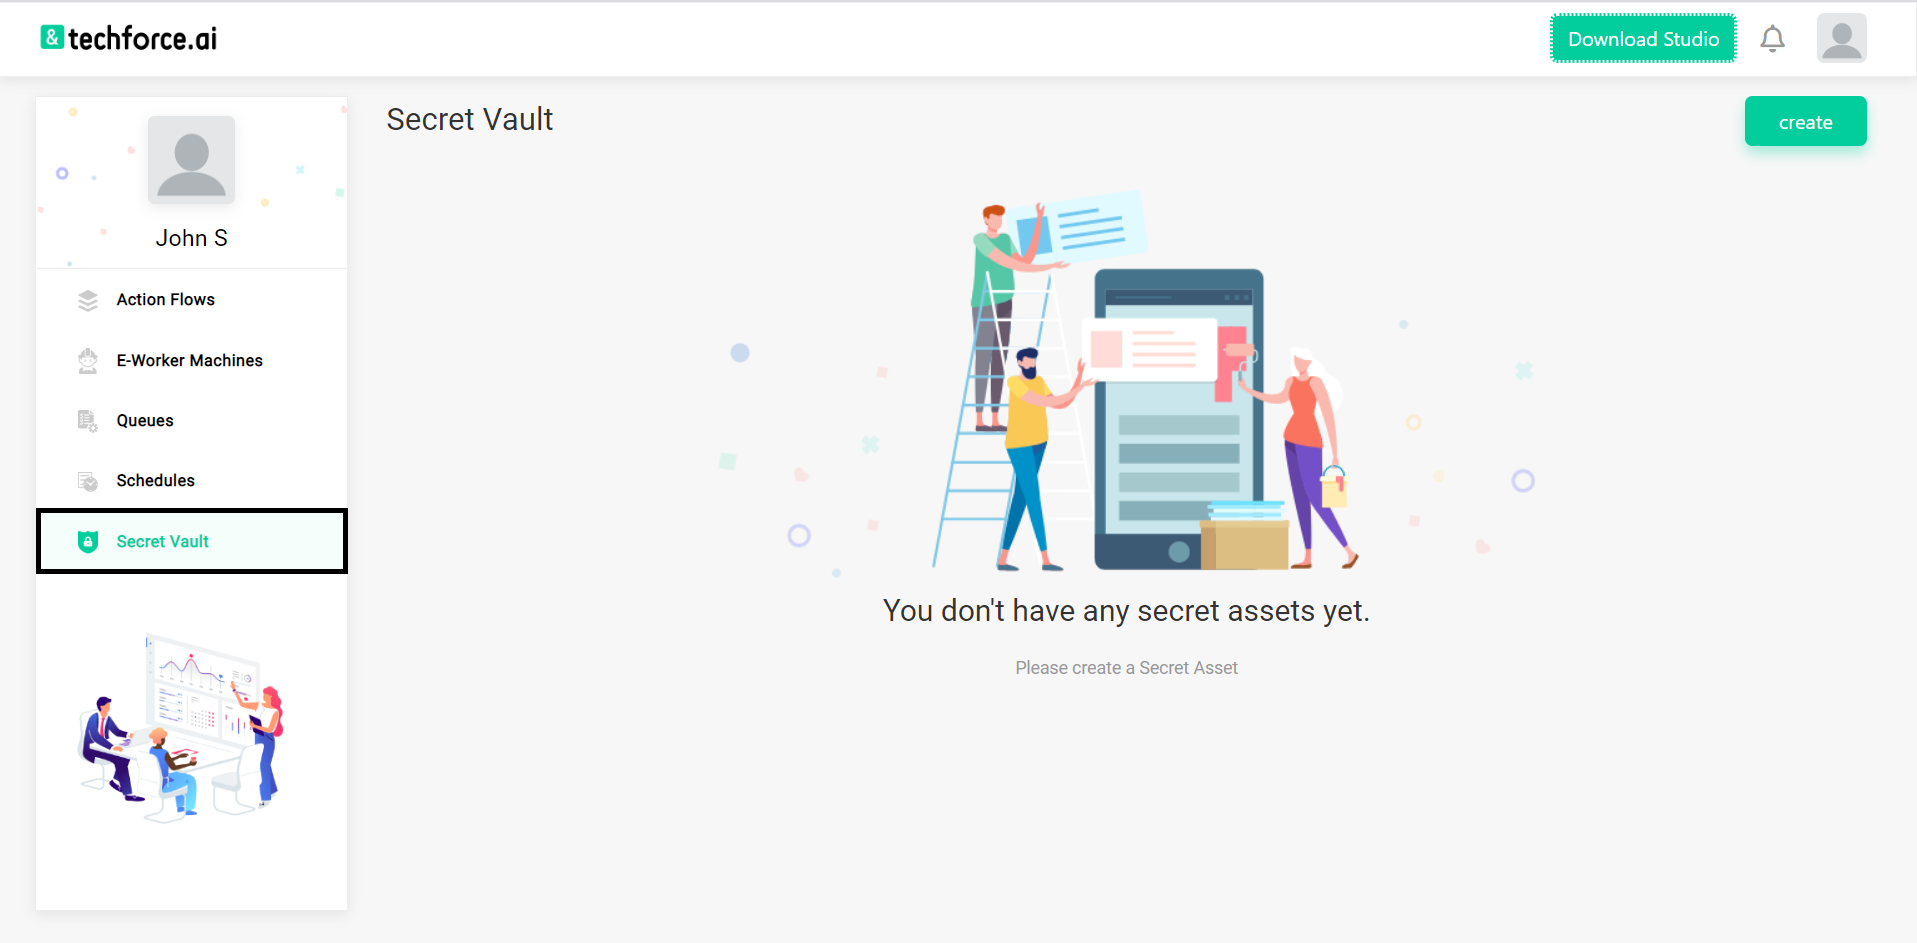 & techforce.ai
Download Studio
John S
Action Flows
E-Worker Machines
Queues
Schedules
Secret Vault
Secret Vault
create
You don't have any secret assets yet.
Please create a Secret Asset